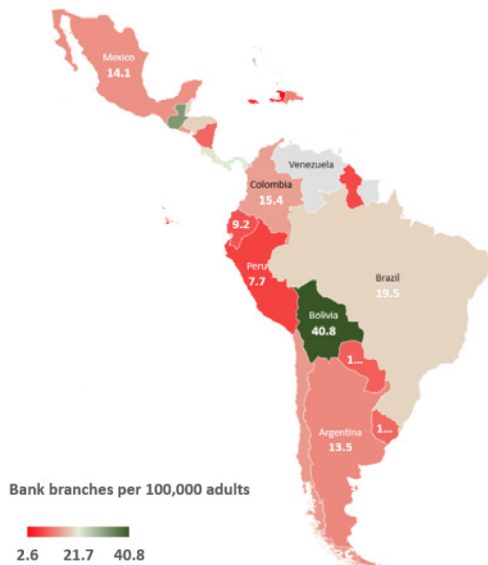 Mexico
14.1
Venezuela
Colombia
15.4
9.2
Peru
7.7
Brazil
19.5
Bolivia
40.8
1...
1...
Argentina
13.5
Bank branches per 100,000 adults
2.6 21.7 40.8